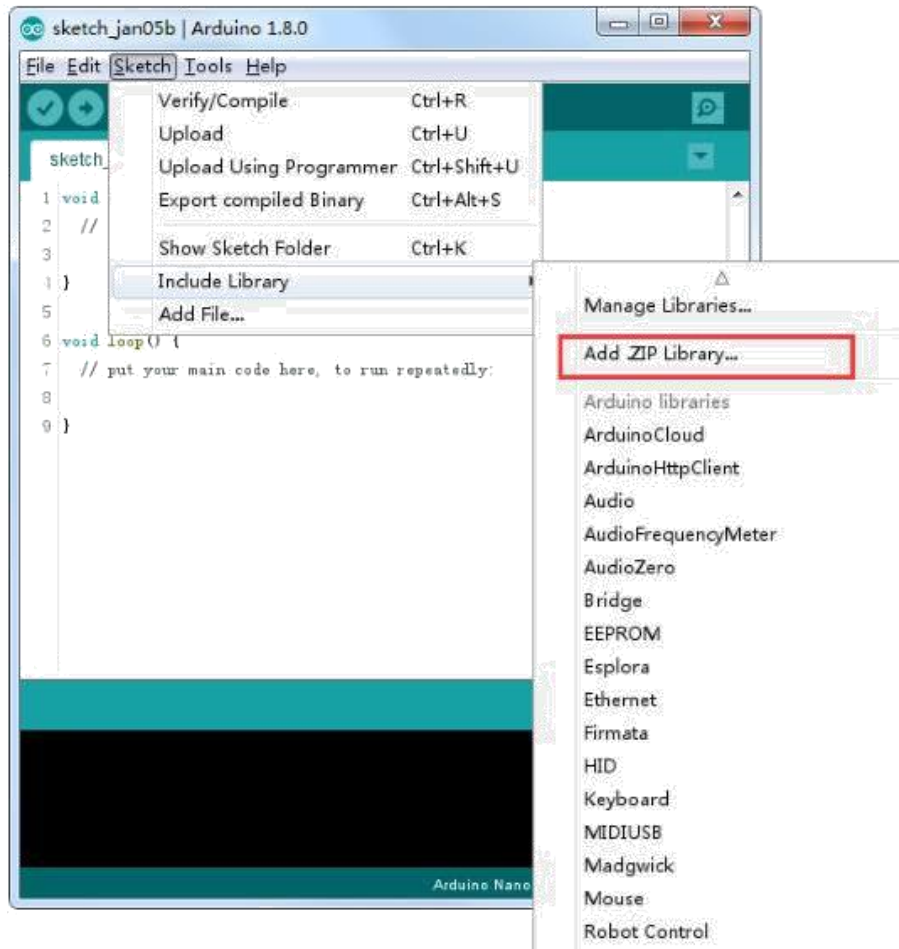 sketch_jan05b | Arduino 1.8.0
File Edit Sketch Tools Help
Verify/Compile Ctrl+R
Upload Ctrl+U
Upload Using Programmer Ctrl+Shift+U
Export compiled Binary Ctrl+Alt+S
Show Sketch Folder Ctrl+K
Include Library
Add File...
sketch_
1 void
2 //
3
4 }
5
6 void loop() {
7 // put your main code here, to run repeatedly:
8
9 }
Manage Libraries...
Add .ZIP Library...
Arduino libraries
ArduinoCloud
ArduinoHttpClient
Audio
AudioFrequencyMeter
AudioZero
Bridge
EEPROM
Esplora
Ethernet
Firmata
HID
Keyboard
MIDIUSB
Madgwick
Mouse
Robot Control
Arduino Nano